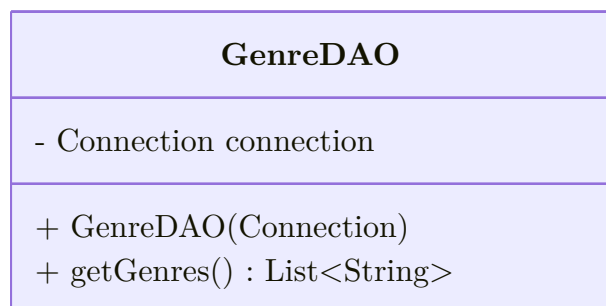 GenreDAO
- Connection connection
+ GenreDAO(Connection)
+ getGenres() : List<String>